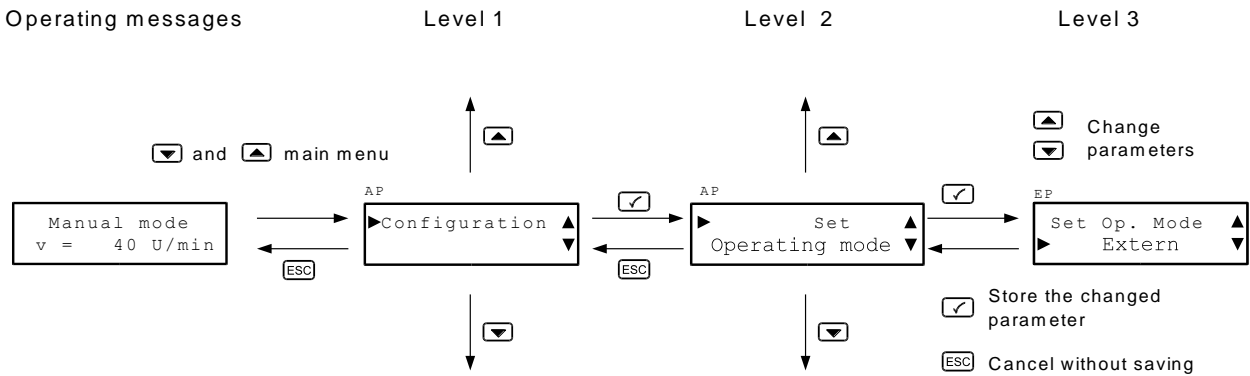 Operating messages Level 1 Level 2 Level 3
▼ and ▲ main menu
▲ ▲ ▲ Change
▼ parameters
AP AP EP
Manual mode
v = 40 U/min
►Configuration ▲
▼
✓
ESC
ESC
► Set ▲
Operating mode ▼
✓
Set Op. Mode ▲
► Extern ▼
▼ ▼
✓ Store the changed
parameter
ESC Cancel without saving